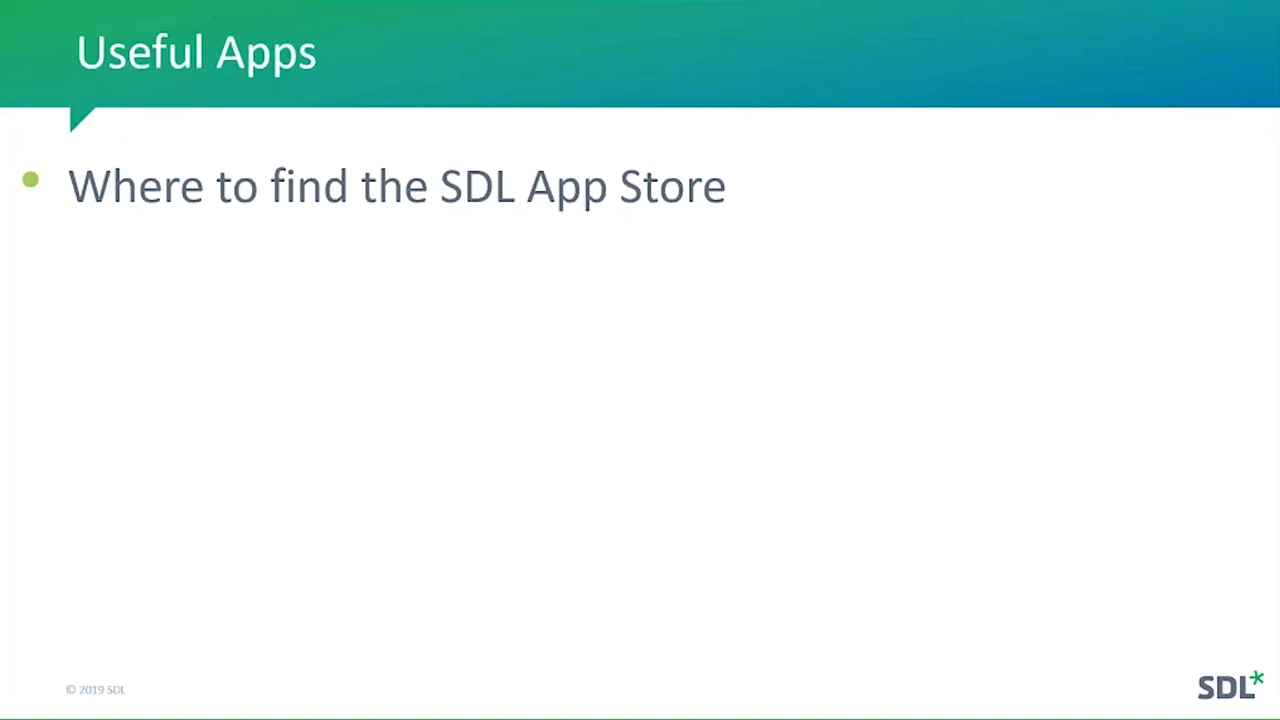 Useful Apps
• Where to find the SDL App Store
© 2019 SDL
SDL*